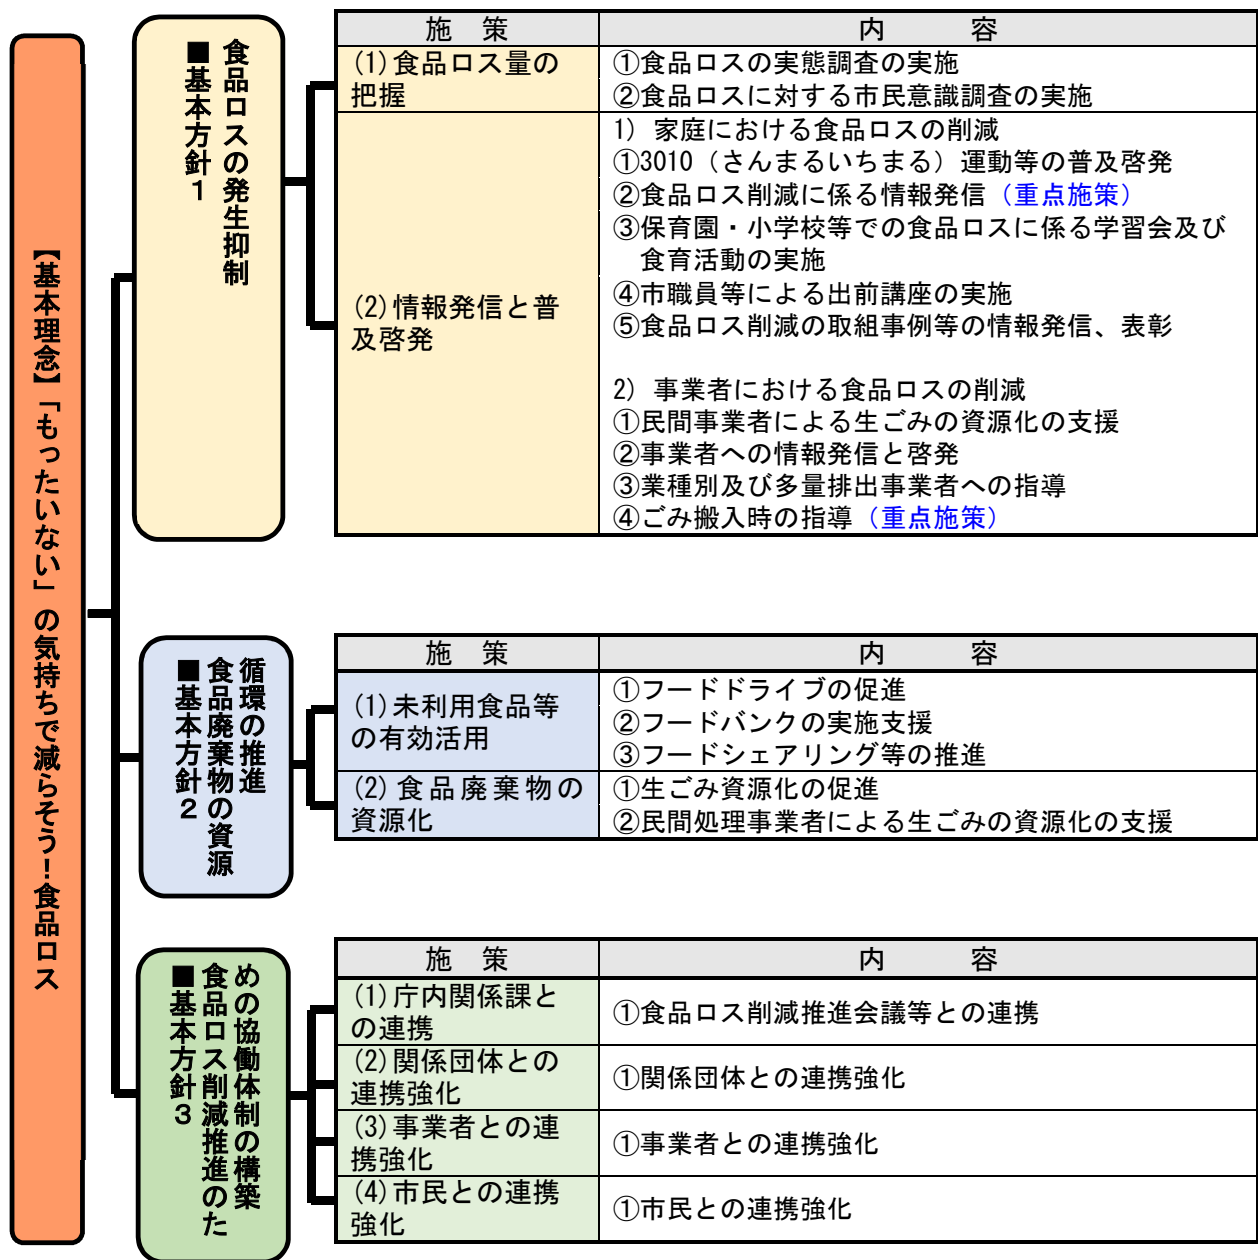 【基本理念】「もったいない」の気持ちで減らそう！食品ロス
■基本方針１
食品ロスの発生抑制
施　策
内　　　容
(1)食品ロス量の
把握
①食品ロスの実態調査の実施
②食品ロスに対する市民意識調査の実施
(2)情報発信と普
及啓発
1) 家庭における食品ロスの削減
①3010（さんまるいちまる）運動等の普及啓発
②食品ロス削減に係る情報発信（重点施策）
③保育園・小学校等での食品ロスに係る学習会及び
食育活動の実施
④市職員等による出前講座の実施
⑤食品ロス削減の取組事例等の情報発信、表彰
2) 事業者における食品ロスの削減
①民間事業者による生ごみの資源化の支援
②事業者への情報発信と啓発
③業種別及び多量排出事業者への指導
④ごみ搬入時の指導（重点施策）
■基本方針２
食品廃棄物の資源
循環の推進
施　策
内　　　容
(1)未利用食品等
の有効活用
①フードドライブの促進
②フードバンクの実施支援
③フードシェアリング等の推進
(2)食品廃棄物の
資源化
①生ごみ資源化の促進
②民間処理事業者による生ごみの資源化の支援
■基本方針３
食品ロス削減推進のた
めの協働体制の構築
施　策
内　　　容
(1)庁内関係課と
の連携
①食品ロス削減推進会議等との連携
(2)関係団体との
連携強化
①関係団体との連携強化
(3)事業者との連
携強化
①事業者との連携強化
(4)市民との連携
強化
①市民との連携強化